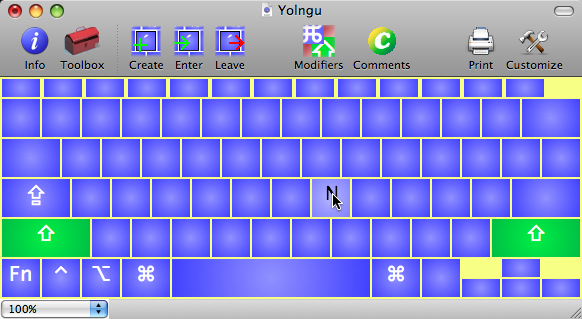 Yolngu
Info Toolbox Create Enter Leave Modifiers Comments Print Customize
N
Fn ^ ⌥ ⌘ ⌘
100%